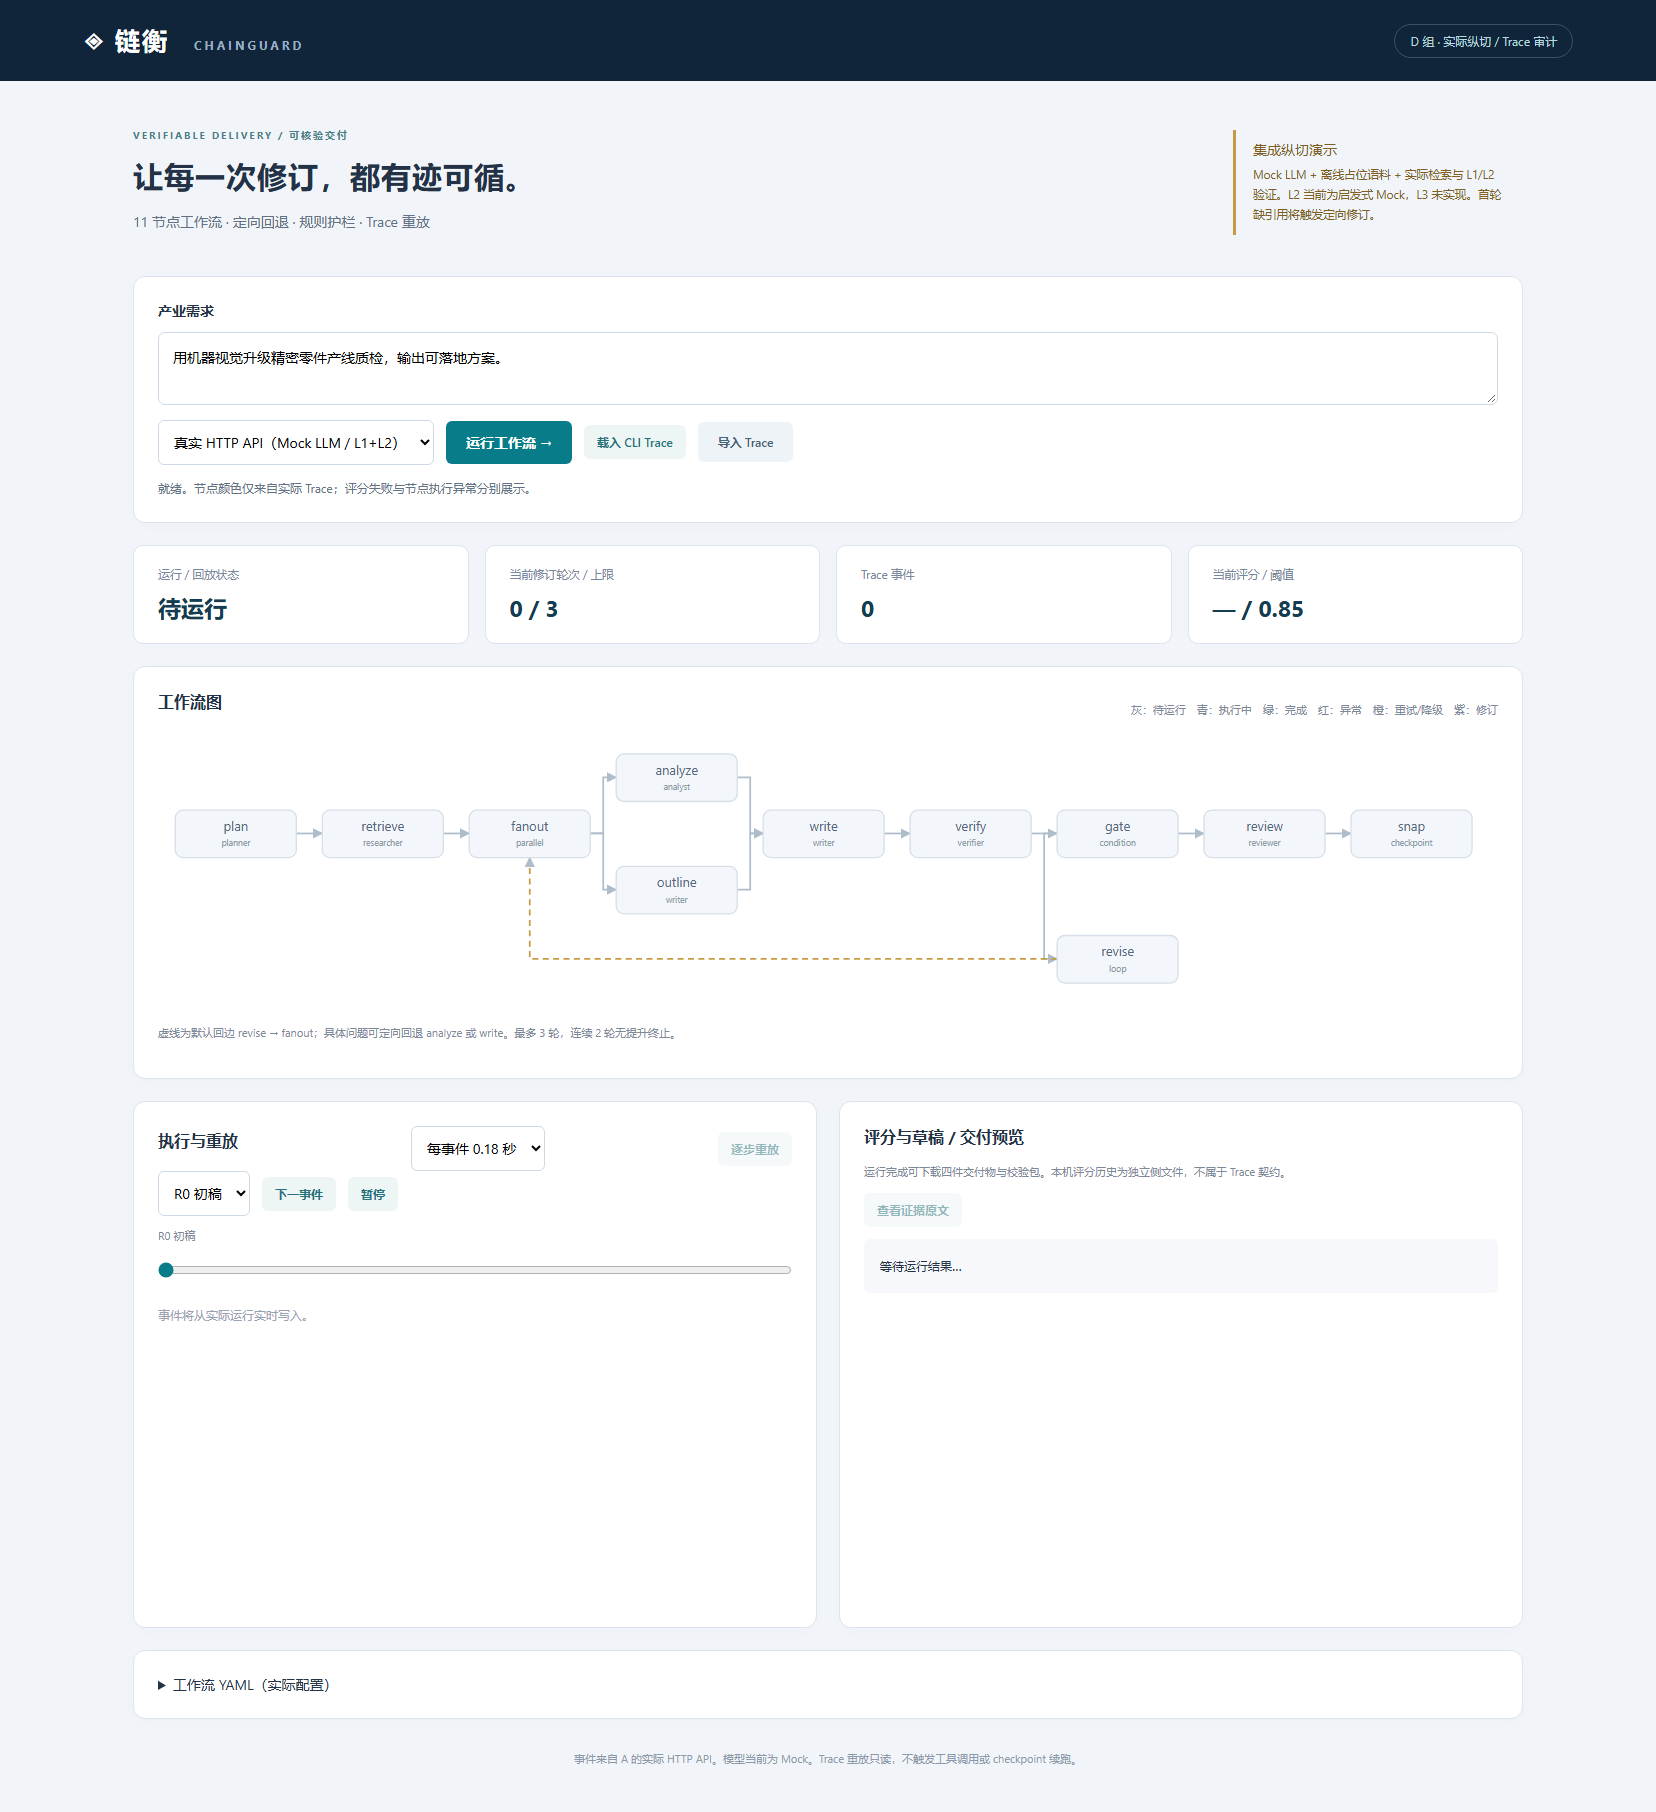 链衡 CHAINGUARD
D 组 · 实际纵切 / Trace 审计
VERIFIABLE DELIVERY / 可核验交付
让每一次修订，都有迹可循。
11 节点工作流 · 定向回退 · 规则护栏 · Trace 重放
集成纵切演示
Mock LLM + 离线占位语料 + 实际检索与 L1/L2
验证。L2 当前为启发式 Mock，L3 未实现。首轮
缺引用将触发定向修订。
产业需求
用机器视觉升级精密零件产线质检，输出可落地方案。
真实 HTTP API（Mock LLM / L1+L2）
运行工作流 →
载入 CLI Trace
导入 Trace
就绪。节点颜色仅来自实际 Trace；评分失败与节点执行异常分别展示。
运行 / 回放状态
待运行
当前修订轮次 / 上限
0 / 3
Trace 事件
0
当前评分 / 阈值
— / 0.85
工作流图
灰：待运行 青：执行中 绿：完成 红：异常 橙：重试/降级 紫：修订
analyze
analyst
plan
planner
retrieve
researcher
fanout
parallel
write
writer
verify
verifier
gate
condition
review
reviewer
snap
checkpoint
outline
writer
revise
loop
虚线为默认回边 revise → fanout；具体问题可定向回退 analyze 或 write。最多 3 轮，连续 2 轮无提升终止。
执行与重放
每事件 0.18 秒
逐步重放
R0 初稿
下一事件
暂停
R0 初稿
事件将从实际运行实时写入。
评分与草稿 / 交付预览
运行完成可下载四件交付物与校验包。本机评分历史为独立侧文件，不属于 Trace 契约。
查看证据原文
等待运行结果...
工作流 YAML（实际配置）
事件来自 A 的实际 HTTP API。模型当前为 Mock。Trace 重放只读，不触发工具调用或 checkpoint 续跑。